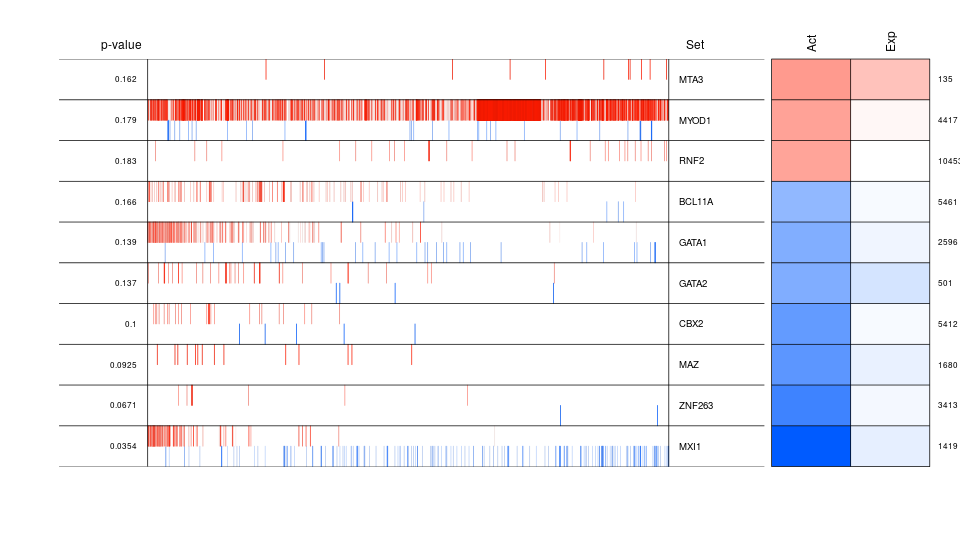 p-value Set Act Exp
0.162 MTA3 135
0.179 MYOD1 4417
0.183 RNF2 10453
0.166 BCL11A 5461
0.139 GATA1 2596
0.137 GATA2 501
0.1 CBX2 5412
0.0925 MAZ 1680
0.0671 ZNF263 3413
0.0354 MXI1 1419